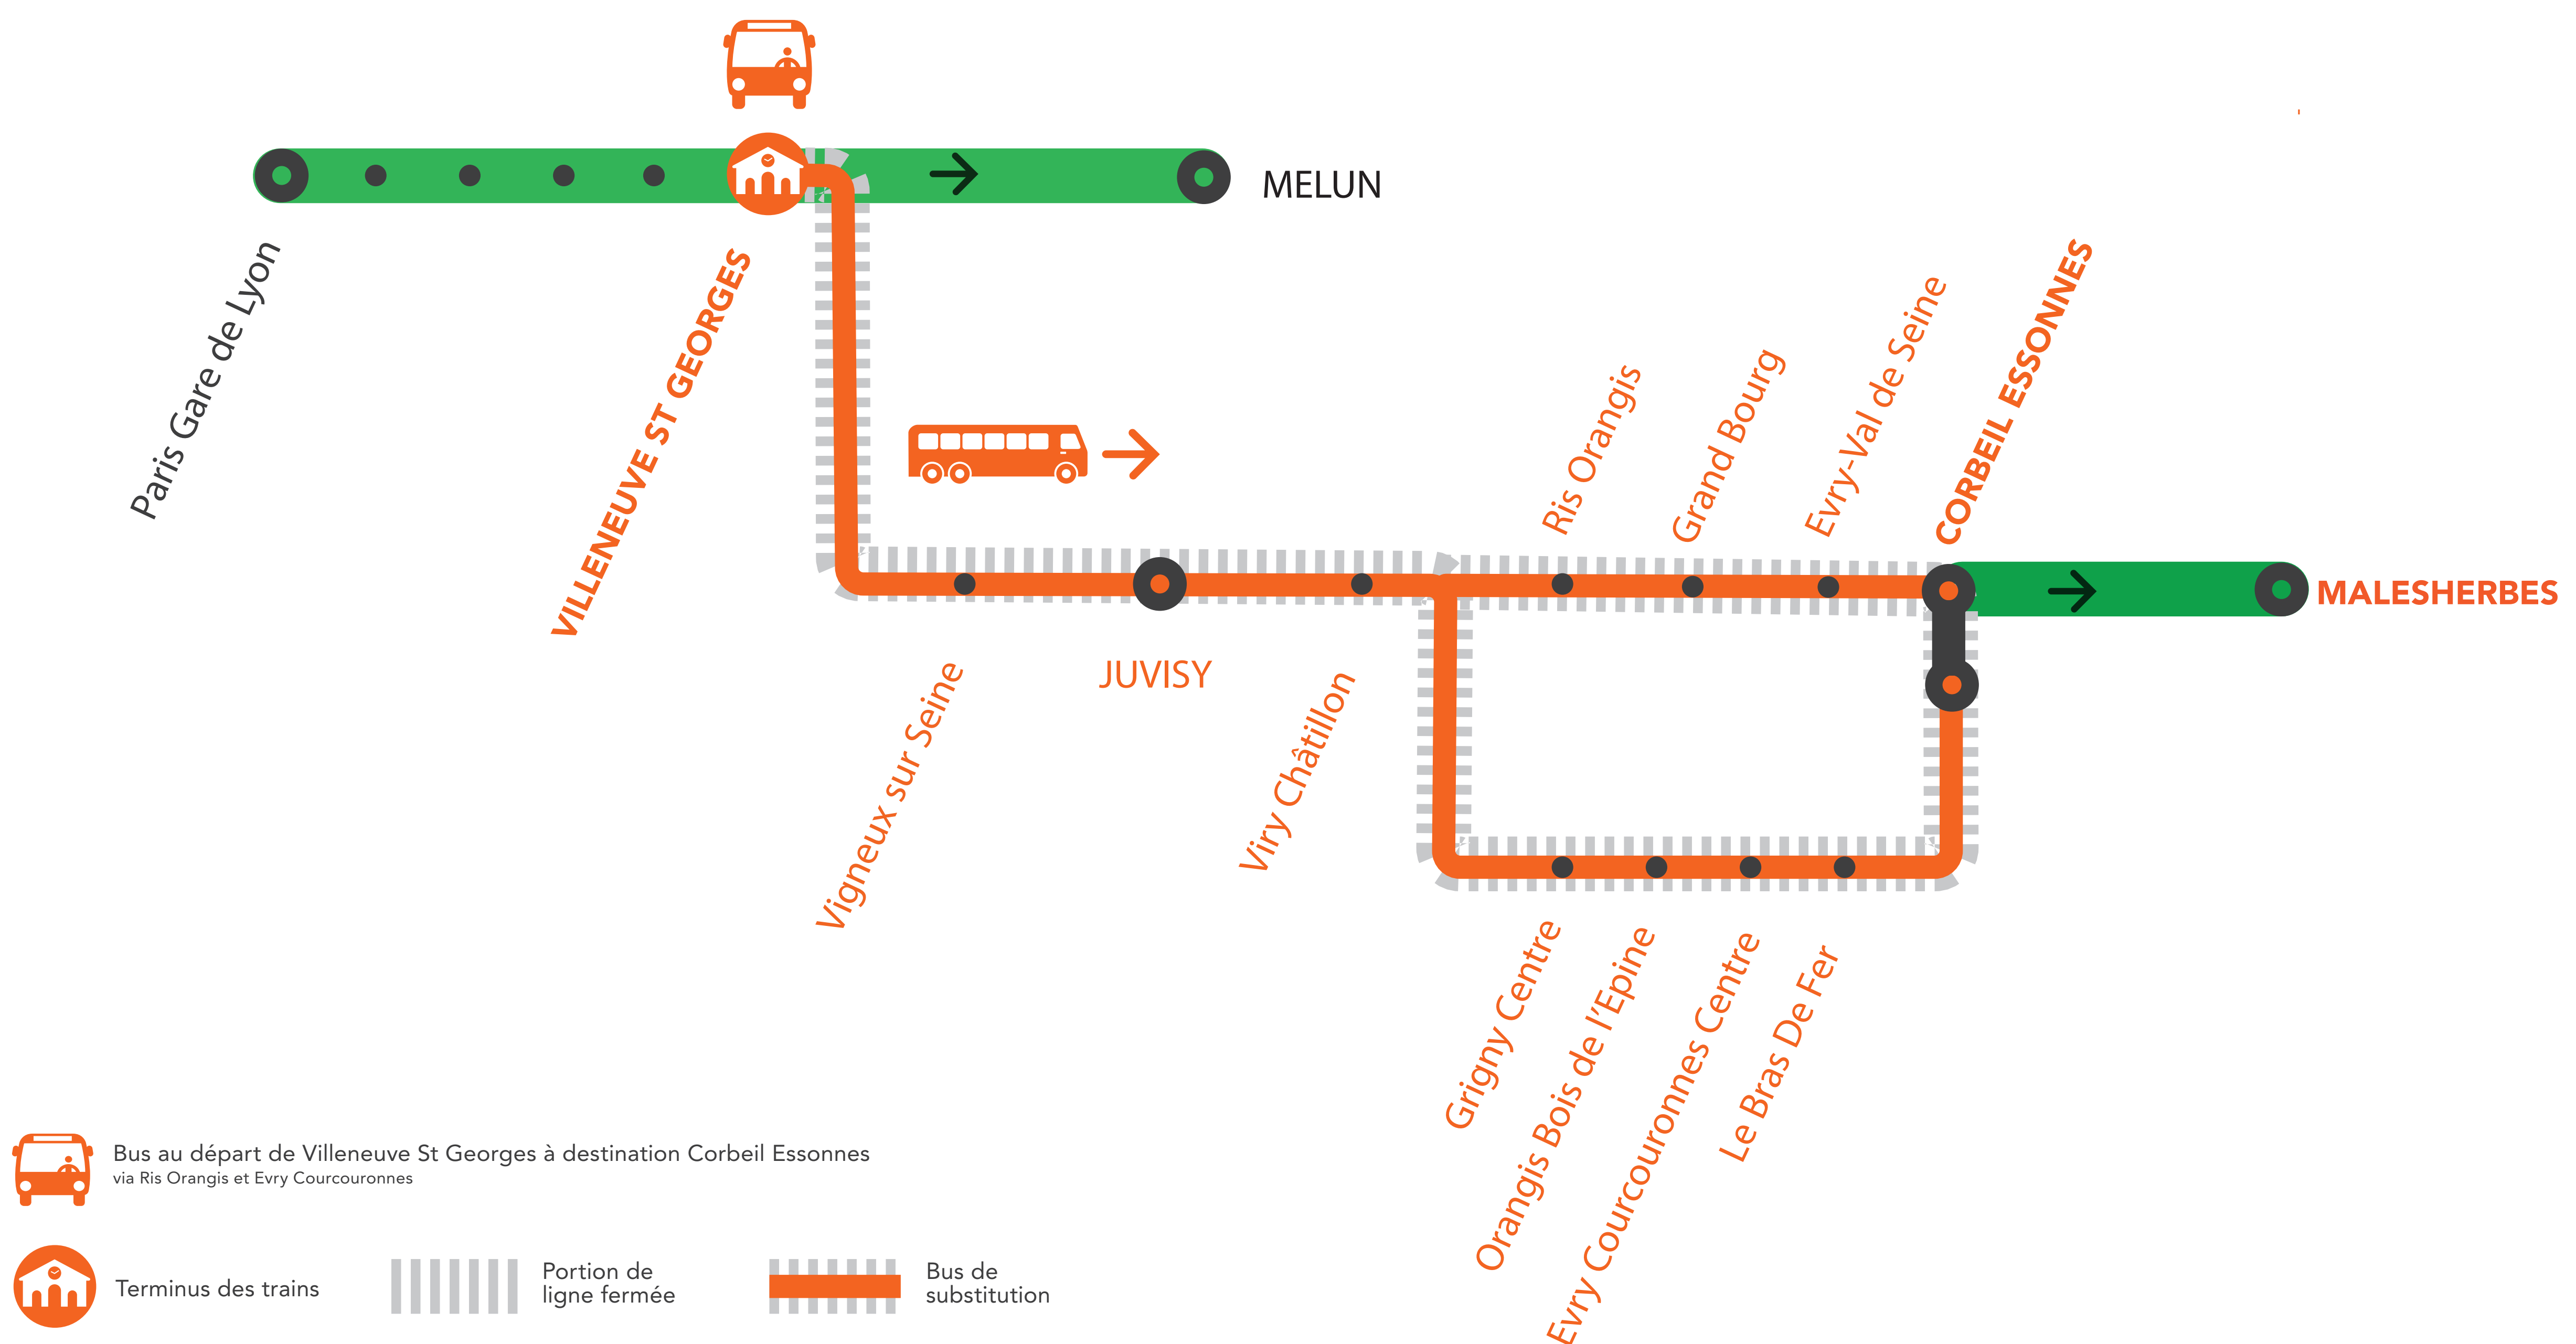 MELUN
Paris Gare de Lyon
VILLENEUVE ST GEORGES
Ris Orangis
Grand Bourg
Evry-Val de Seine
CORBEIL ESSONNES
MALESHERBES
Vigneux sur Seine
JUVISY
Viry Châtillon
Grigny Centre
Orangis Bois de l'Epine
Evry Courcouronnes Centre
Le Bras De Fer
Bus au départ de Villeneuve St Georges à destination Corbeil Essonnes
via Ris Orangis et Evry Courcouronnes
Terminus des trains
Portion de
ligne fermée
Bus de
substitution